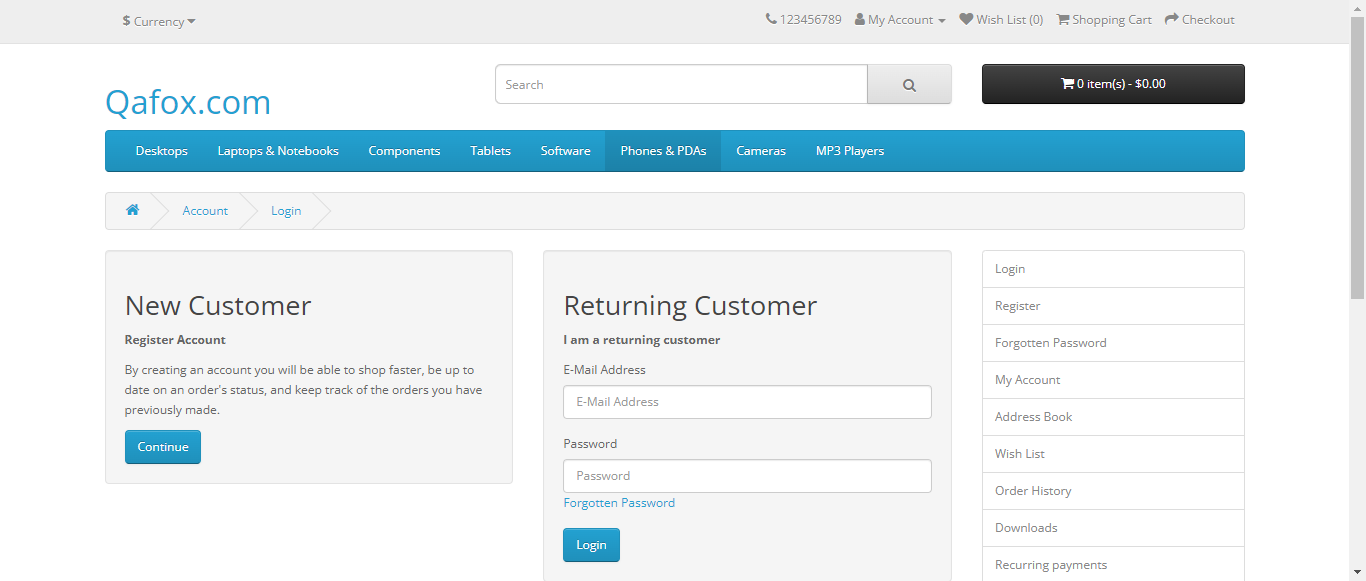 $ Currency
123456789 My Account Wish List (0) Shopping Cart Checkout
Qafox.com
Search
0 item(s) - $0.00
Desktops Laptops & Notebooks Components Tablets Software Phones & PDAs Cameras MP3 Players
Account Login
New Customer
Register Account
By creating an account you will be able to shop faster, be up to
date on an order's status, and keep track of the orders you have
previously made.
Continue
Returning Customer
I am a returning customer
E-Mail Address
E-Mail Address
Password
Password
Forgotten Password
Login
Login
Register
Forgotten Password
My Account
Address Book
Wish List
Order History
Downloads
Recurring payments